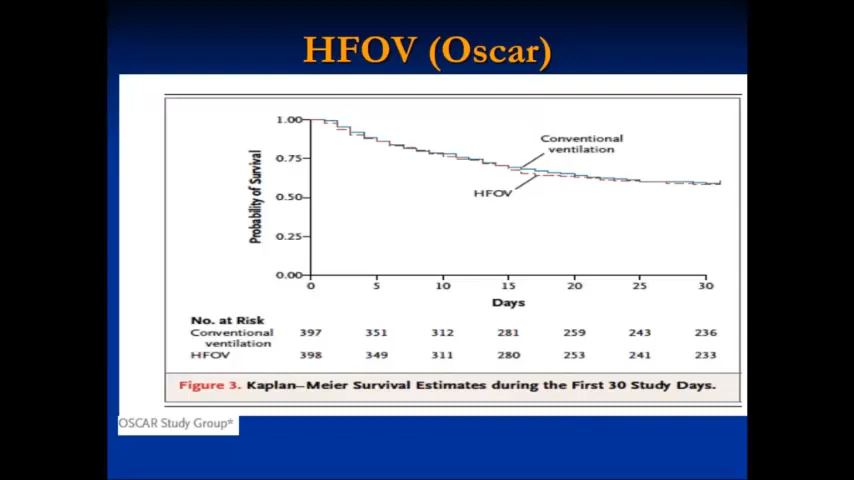 HFOV (Oscar)
1.00
0.75
0.50
0.25
0.00
Probability of Survival
Conventional
ventilation
HFOV
0 5 10 15 20 25 30
Days
No. at Risk
Conventional 397 351 312 281 259 243 236
ventilation
HFOV 398 349 311 280 253 241 233
Figure 3. Kaplan–Meier Survival Estimates during the First 30 Study Days.
OSCAR Study Group*